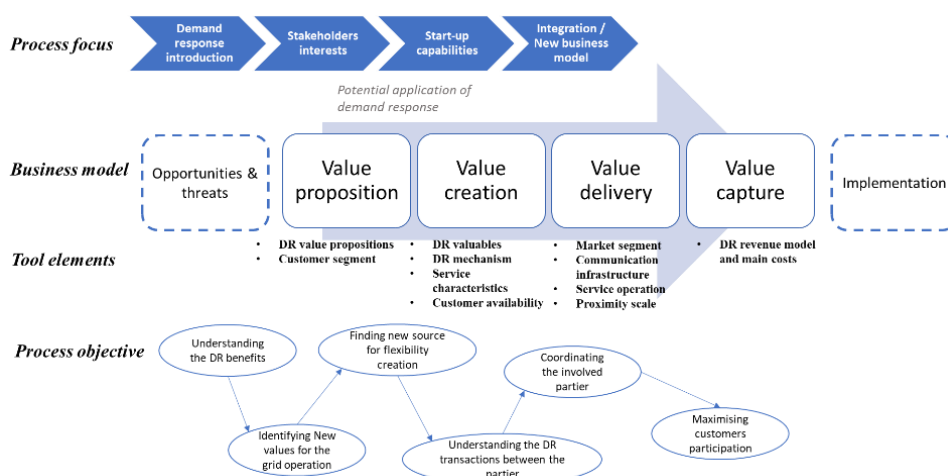 Process focus
Demand
response
introduction
Stakeholders
interests
Start-up
capabilities
Integration /
New business
model
Potential application of
demand response
Business model
Opportunities &
threats
Value
proposition
Value
creation
Value
delivery
Value
capture
Implementation
Tool elements
• DR value propositions
• Customer segment
• DR valuables
• DR mechanism
• Service
characteristics
• Customer availability
• Market segment
• Communication
infrastructure
• Service operation
• Proximity scale
• DR revenue model
and main costs
Process objective
Understanding
the DR benefits
Identifying New
values for the
grid operation
Finding new source
for flexibility
creation
Understanding the DR
transactions between the
partier
Coordinating
the involved
partier
Maximising
customers
participation